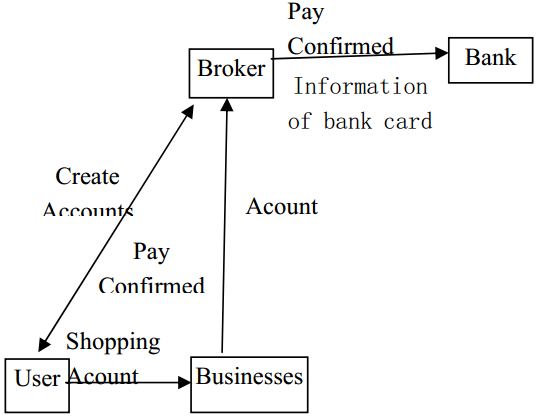 Pay
Confirmed
Broker
Bank
Information
of bank card
Create
Accounts
Acount
Pay
Confirmed
Shopping
User
Acount
Businesses